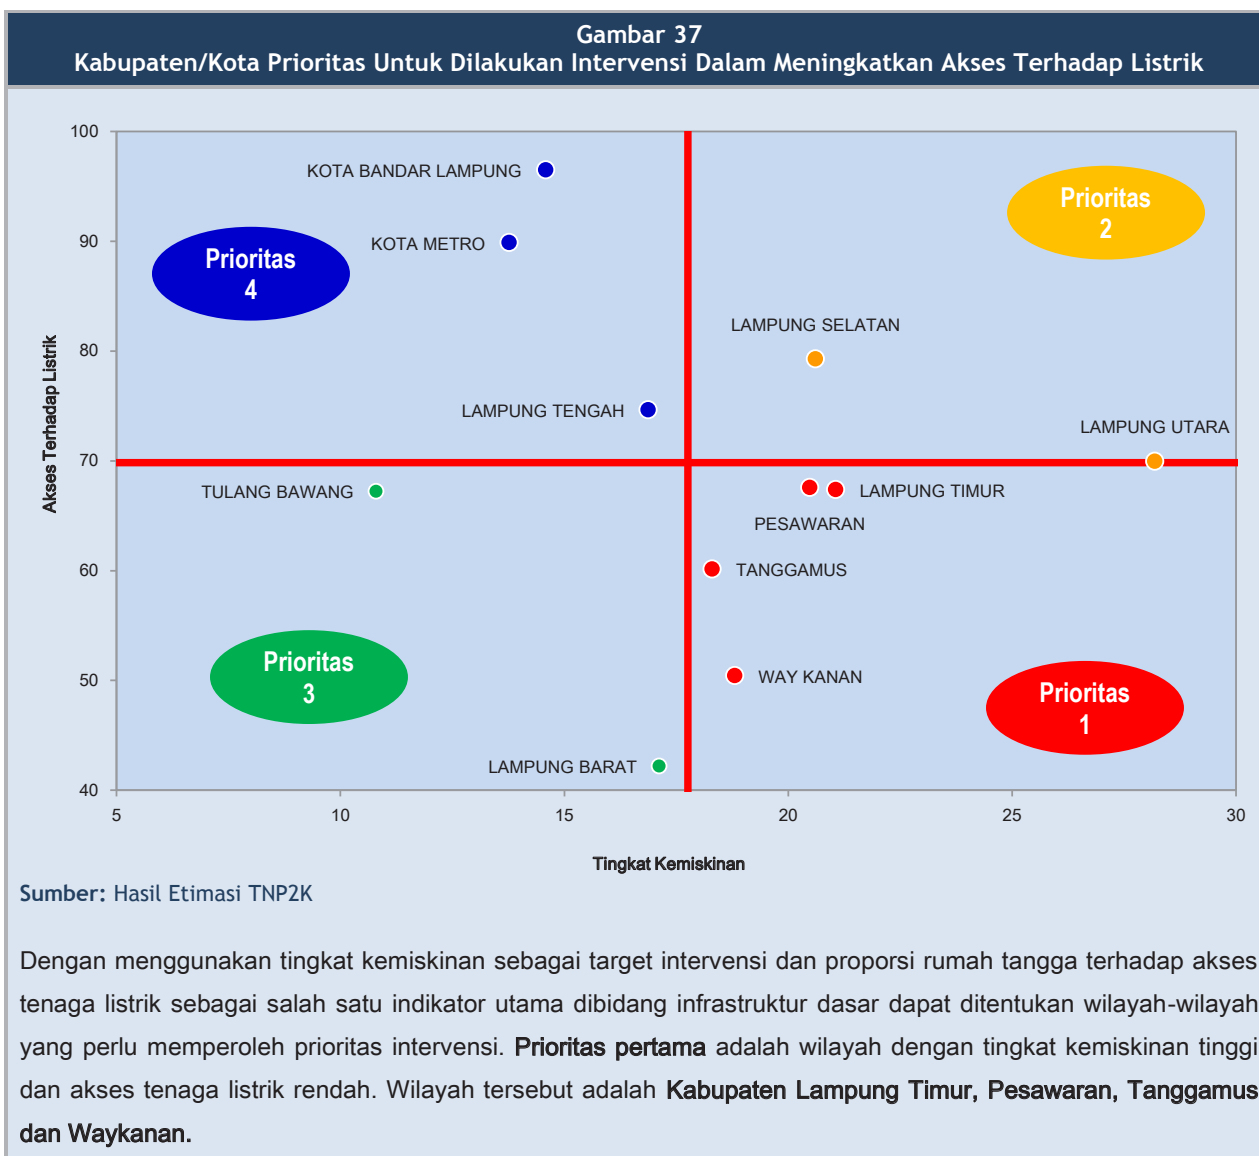 Gambar 37
Kabupaten/Kota Prioritas Untuk Dilakukan Intervensi Dalam Meningkatkan Akses Terhadap Listrik
100
90
80
70
60
50
40
Akses Terhadap Listrik
KOTA BANDAR LAMPUNG
KOTA METRO
Prioritas
4
Prioritas
2
LAMPUNG SELATAN
LAMPUNG TENGAH
LAMPUNG UTARA
TULANG BAWANG
LAMPUNG TIMUR
PESAWARAN
TANGGAMUS
Prioritas
3
WAY KANAN
Prioritas
1
LAMPUNG BARAT
5 10 15 20 25 30
Tingkat Kemiskinan
Sumber: Hasil Etimasi TNP2K
Dengan menggunakan tingkat kemiskinan sebagai target intervensi dan proporsi rumah tangga terhadap akses
tenaga listrik sebagai salah satu indikator utama dibidang infrastruktur dasar dapat ditentukan wilayah-wilayah
yang perlu memperoleh prioritas intervensi. Prioritas pertama adalah wilayah dengan tingkat kemiskinan tinggi
dan akses tenaga listrik rendah. Wilayah tersebut adalah Kabupaten Lampung Timur, Pesawaran, Tanggamus
dan Waykanan.